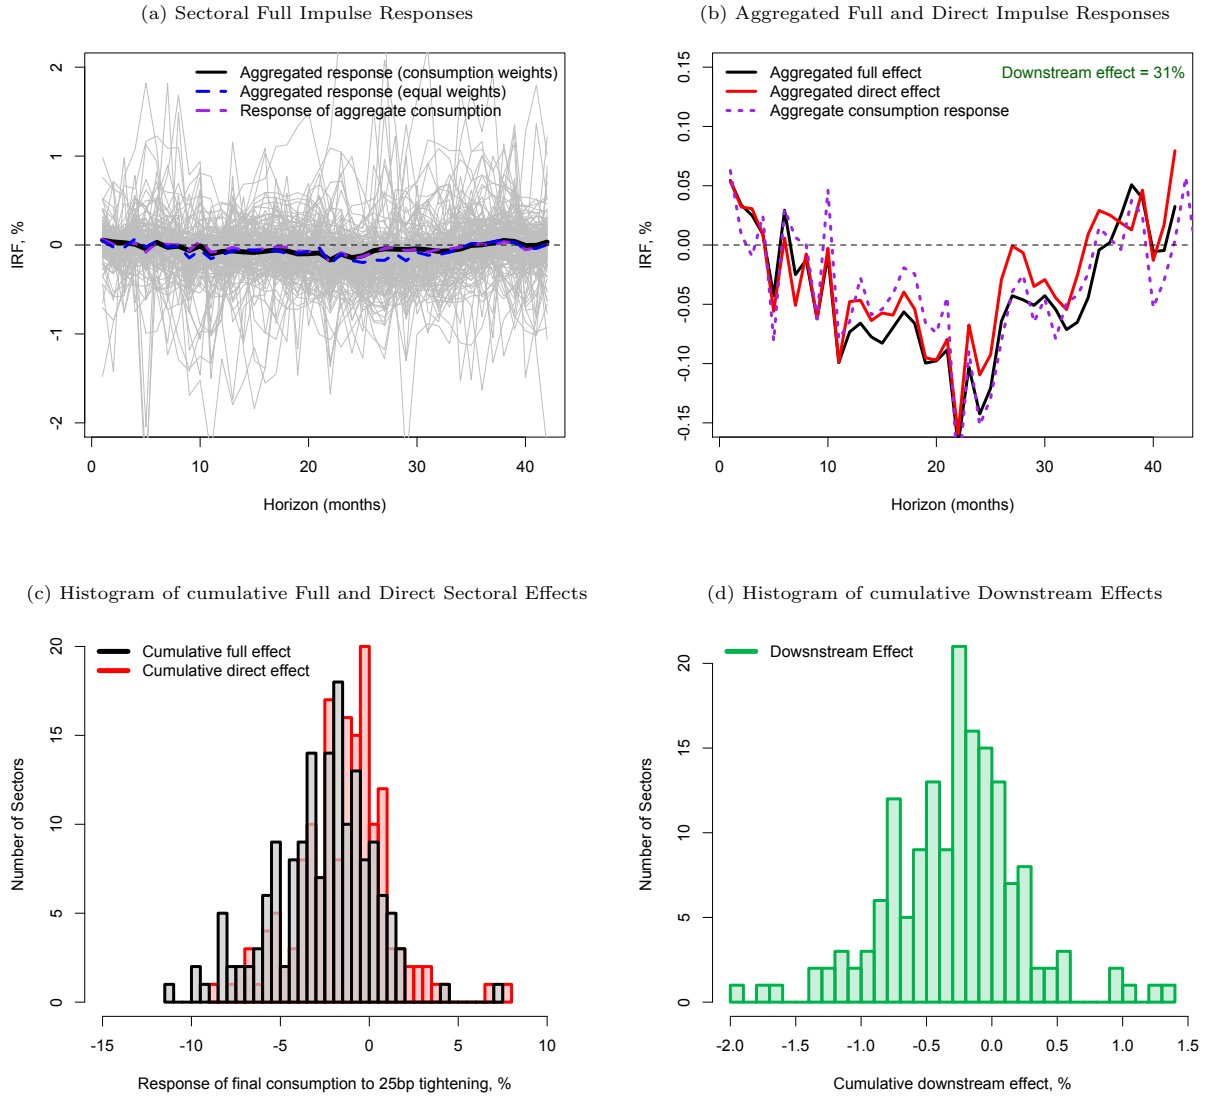 (a) Sectoral Full Impulse Responses
2
1
0
-1
-2
IRF, %
Aggregated response (consumption weights)
Aggregated response (equal weights)
Response of aggregate consumption
0 10 20 30 40
Horizon (months)
(b) Aggregated Full and Direct Impulse Responses
0.15
0.10
0.05
0.00
-0.05
-0.10
-0.15
IRF, %
Aggregated full effect
Aggregated direct effect
Aggregate consumption response
Downstream effect = 31%
0 10 20 30 40
Horizon (months)
(c) Histogram of cumulative Full and Direct Sectoral Effects
20
15
10
5
0
Number of Sectors
Cumulative full effect
Cumulative direct effect
-15 -10 -5 0 5 10
Response of final consumption to 25bp tightening, %
(d) Histogram of cumulative Downstream Effects
20
15
10
5
0
Number of Sectors
Dowsnstream Effect
-2.0 -1.5 -1.0 -0.5 0.0 0.5 1.0 1.5
Cumulative downstream effect, %